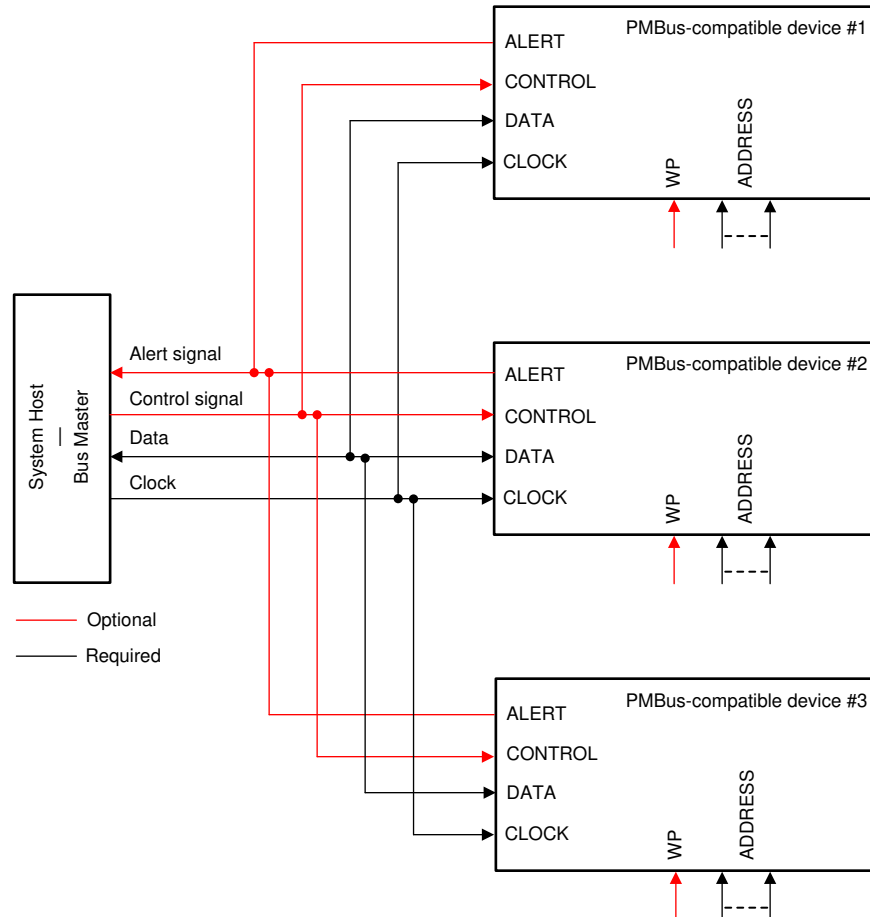 PMBus-compatible device #1
ALERT
CONTROL
DATA
CLOCK
WP
ADDRESS
System Host
—
Bus Master
Alert signal
Control signal
Data
Clock
PMBus-compatible device #2
ALERT
CONTROL
DATA
CLOCK
WP
ADDRESS
Optional
Required
PMBus-compatible device #3
ALERT
CONTROL
DATA
CLOCK
WP
ADDRESS